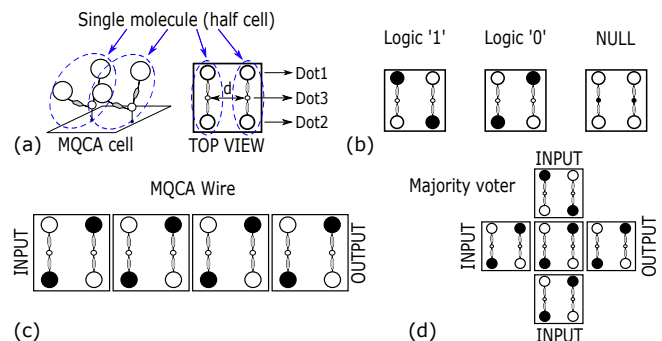 Single molecule (half cell)
Dot1
d
Dot3
Dot2
(a)
MQCA cell
TOP VIEW
Logic '1'
Logic '0'
NULL
(b)
MQCA Wire
INPUT
OUTPUT
(c)
Majority voter
INPUT
INPUT
OUTPUT
INPUT
(d)